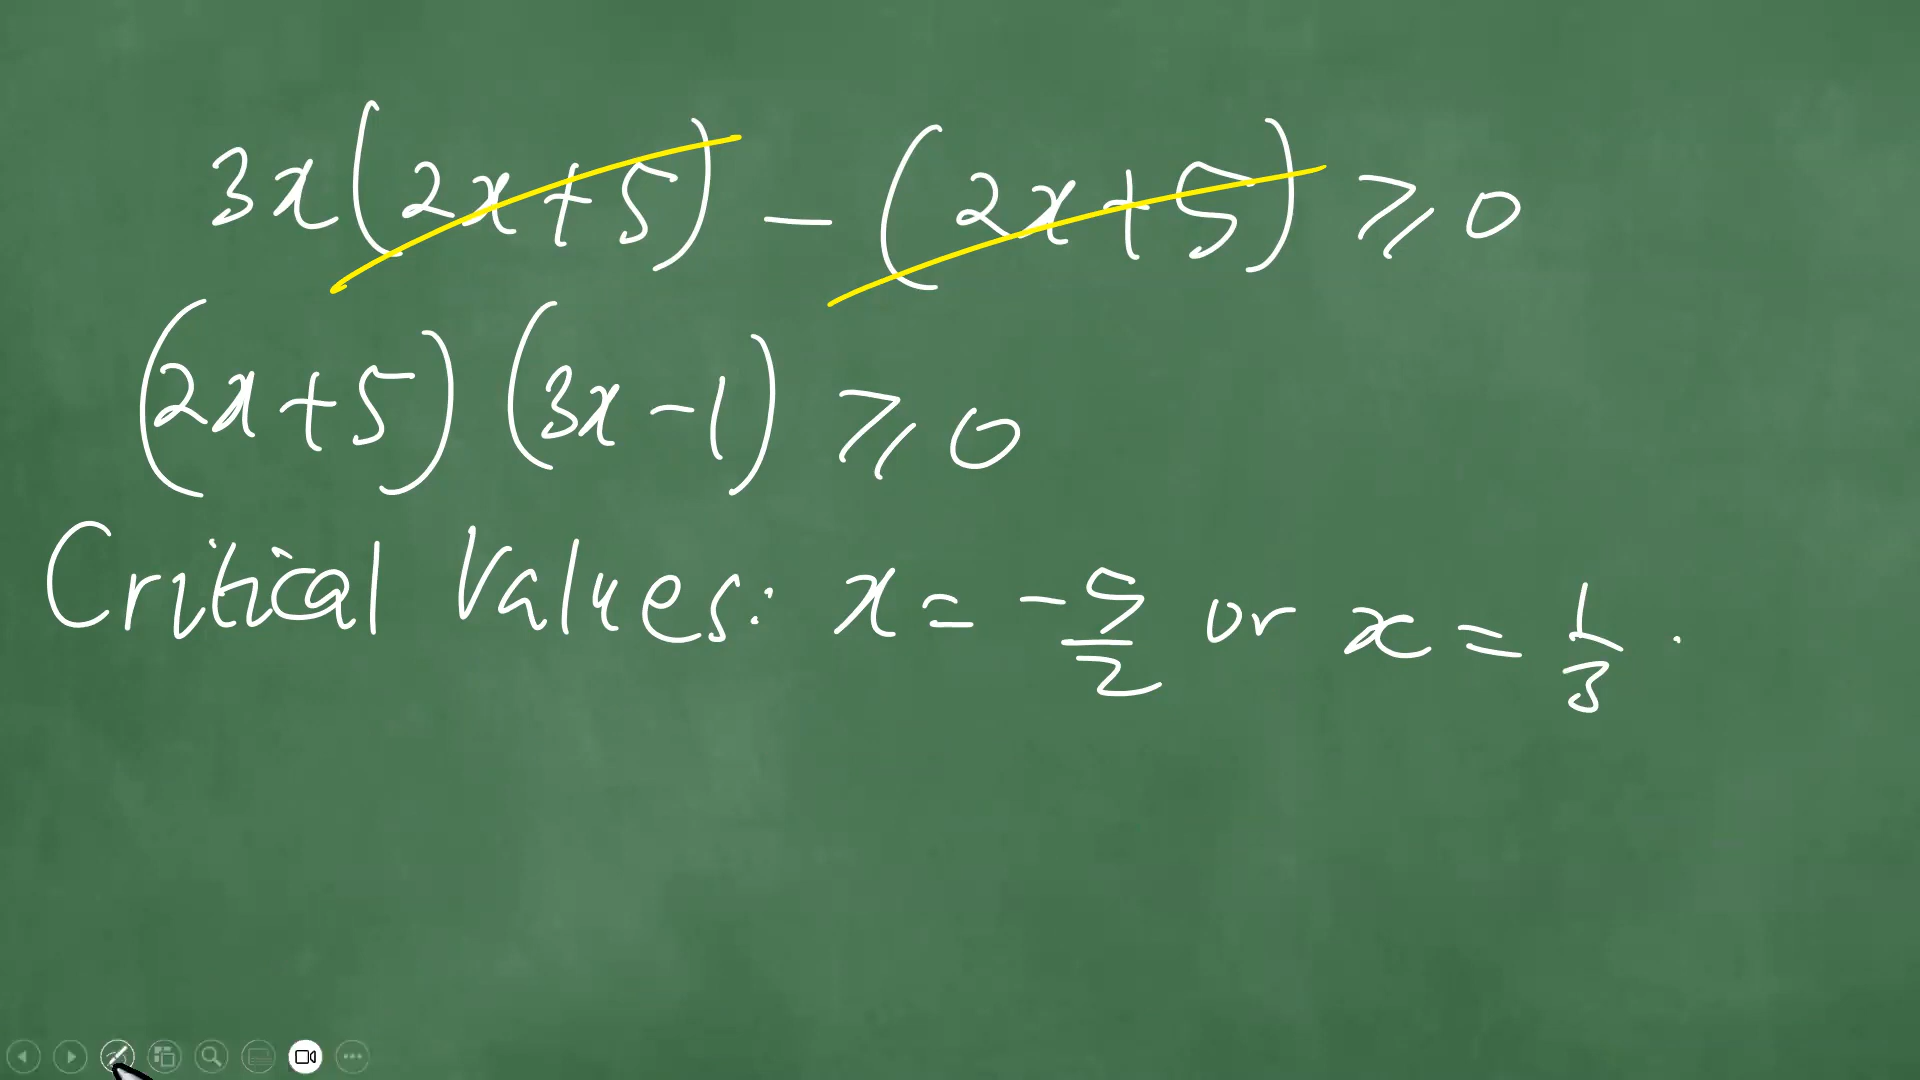 3x(2x+5) - (2x+5) ⩾ 0
(2x+5)(3x-1) ⩾ 0
Critical Values: x = -5/2 or x = 1/3.